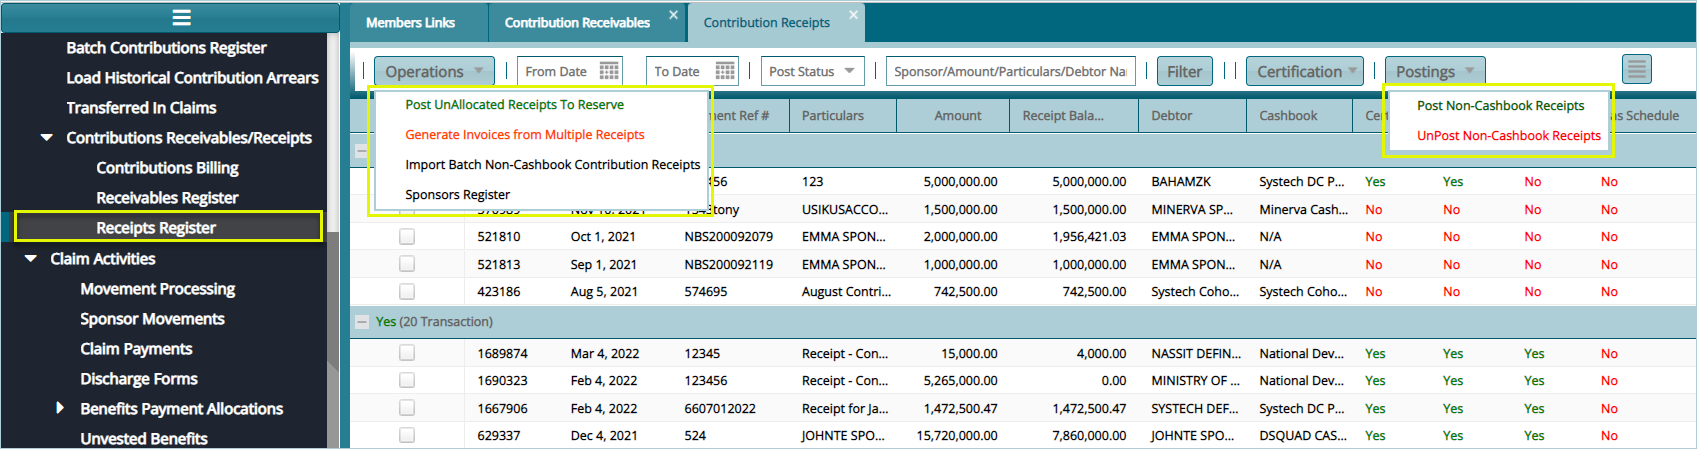 Batch Contributions Register
Load Historical Contribution Arrears
Transferred In Claims
Contributions Receivables/Receipts
Contributions Billing
Receivables Register
Receipts Register
Claim Activities
Movement Processing
Sponsor Movements
Claim Payments
Discharge Forms
Benefits Payment Allocations
Unvested Benefits
Members Links Contribution Receivables Contribution Receipts
Operations From Date To Date Post Status Sponsor/Amount/Particulars/Debtor Na Filter Certification Postings
Post UnAllocated Receipts To Reserve
Generate Invoices from Multiple Receipts
Import Batch Non-Cashbook Contribution Receipts
Sponsors Register
Post Non-Cashbook Receipts
UnPost Non-Cashbook Receipts
ment Ref # Particulars Amount Receipt Bala... Debtor Cashbook Cert as Schedule
456 123 5,000,000.00 5,000,000.00 BAHAMZK Systech DC P... Yes Yes No No
tony USIKUSACCO... 1,500,000.00 1,500,000.00 MINERVA SP... Minerva Cash... No No No No
521810 Oct 1, 2021 NBS200092079 EMMA SPON... 2,000,000.00 1,956,421.03 EMMA SPON... N/A No No No No
521813 Sep 1, 2021 NBS200092119 EMMA SPON... 1,000,000.00 1,000,000.00 EMMA SPON... N/A No No No No
423186 Aug 5, 2021 574695 August Contri... 742,500.00 742,500.00 Systech Coho... Systech Coho... No No No No
Yes (20 Transaction)
1689874 Mar 4, 2022 12345 Receipt - Con... 15,000.00 4,000.00 NASSIT DEFIN... National Dev... Yes Yes Yes No
1690323 Feb 4, 2022 123456 Receipt - Con... 5,265,000.00 0.00 MINISTRY OF ... National Dev... Yes Yes Yes No
1667906 Feb 4, 2022 6607012022 Receipt for Ja... 1,472,500.47 1,472,500.47 SYSTECH DEF... Systech DC P... Yes Yes Yes No
629337 Dec 4, 2021 524 JOHNTE SPO... 15,720,000.00 7,860,000.00 JOHNTE SPO... DSQUAD CAS... Yes Yes Yes No